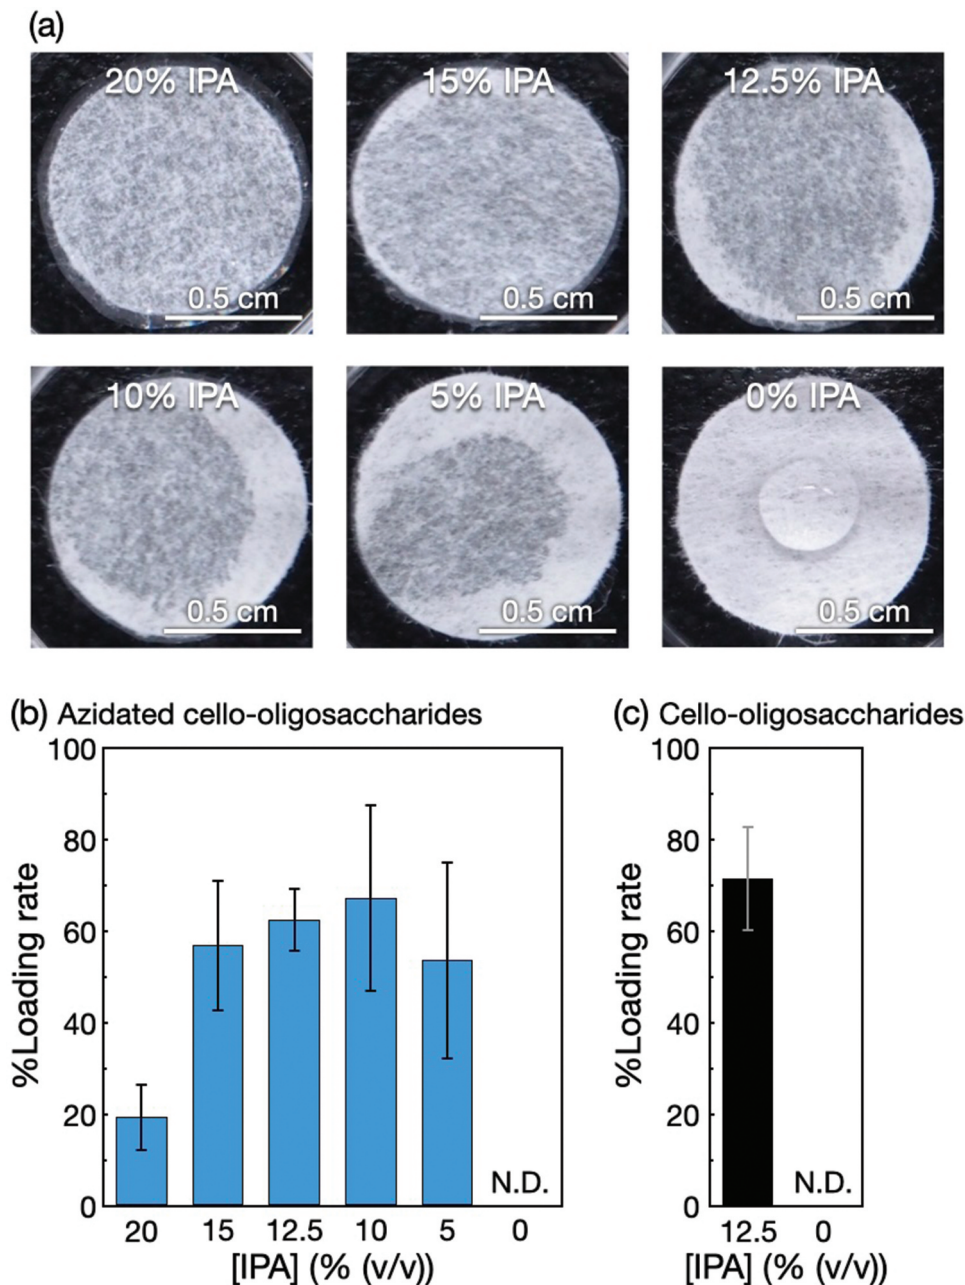 (a)
20% IPA
15% IPA
12.5% IPA
0.5 cm
0.5 cm
0.5 cm
10% IPA
5% IPA
0% IPA
0.5 cm
0.5 cm
0.5 cm
(b) Azidated cello-oligosaccharides
100
80
60
40
20
0
%Loading rate
N.D.
20
15
12.5
10
5
0
[IPA] (% (v/v))
(c) Cello-oligosaccharides
100
80
60
40
20
0
%Loading rate
N.D.
12.5
0
[IPA] (% (v/v))